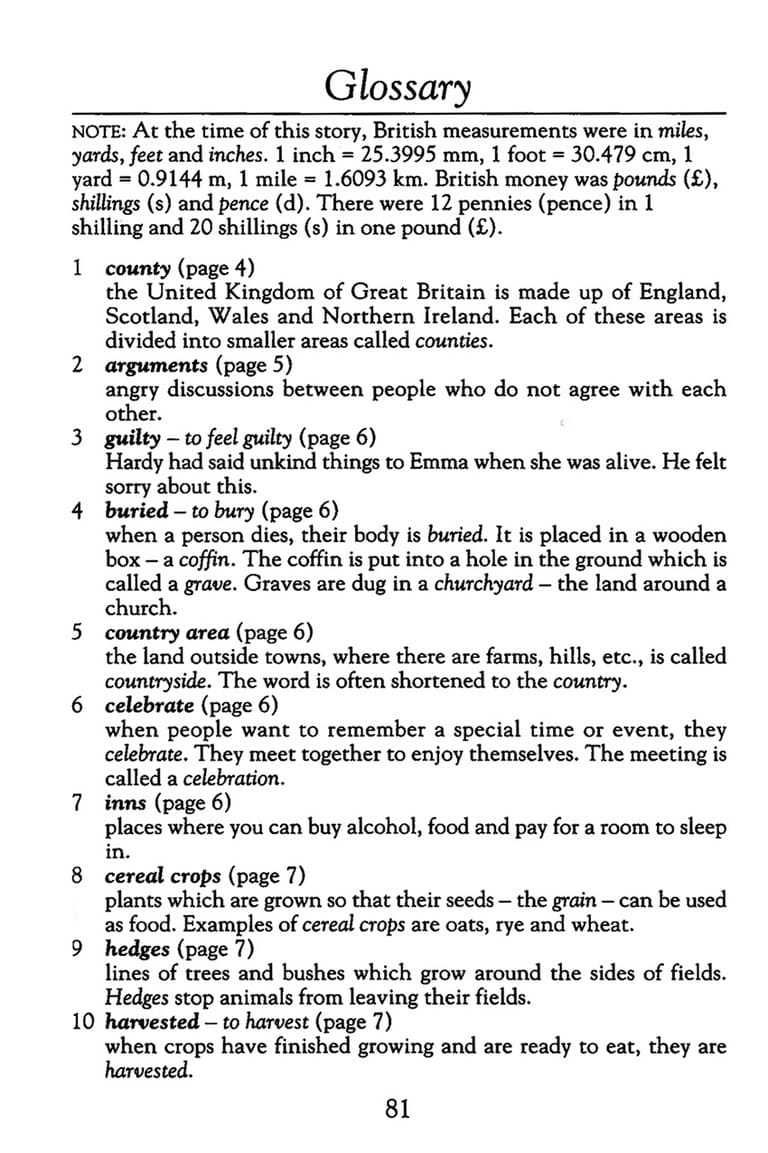 Glossary
NOTE: At the time of this story, British measurements were in miles,
yards, feet and inches. 1 inch = 25.3995 mm, 1 foot = 30.479 cm, 1
yard = 0.9144 m, 1 mile = 1.6093 km. British money was pounds (£),
shillings (s) and pence (d). There were 12 pennies (pence) in 1
shilling and 20 shillings (s) in one pound (£).
1 county (page 4)
the United Kingdom of Great Britain is made up of England,
Scotland, Wales and Northern Ireland. Each of these areas is
divided into smaller areas called counties.
2 arguments (page 5)
angry discussions between people who do not agree with each
other.
3 guilty – to feel guilty (page 6)
Hardy had said unkind things to Emma when she was alive. He felt
sorry about this.
4 buried – to bury (page 6)
when a person dies, their body is buried. It is placed in a wooden
box – a coffin. The coffin is put into a hole in the ground which is
called a grave. Graves are dug in a churchyard – the land around a
church.
5 country area (page 6)
the land outside towns, where there are farms, hills, etc., is called
countryside. The word is often shortened to the country.
6 celebrate (page 6)
when people want to remember a special time or event, they
celebrate. They meet together to enjoy themselves. The meeting is
called a celebration.
7 inns (page 6)
places where you can buy alcohol, food and pay for a room to sleep
in.
8 cereal crops (page 7)
plants which are grown so that their seeds – the grain – can be used
as food. Examples of cereal crops are oats, rye and wheat.
9 hedges (page 7)
lines of trees and bushes which grow around the sides of fields.
Hedges stop animals from leaving their fields.
10 harvested – to harvest (page 7)
when crops have finished growing and are ready to eat, they are
harvested.
81